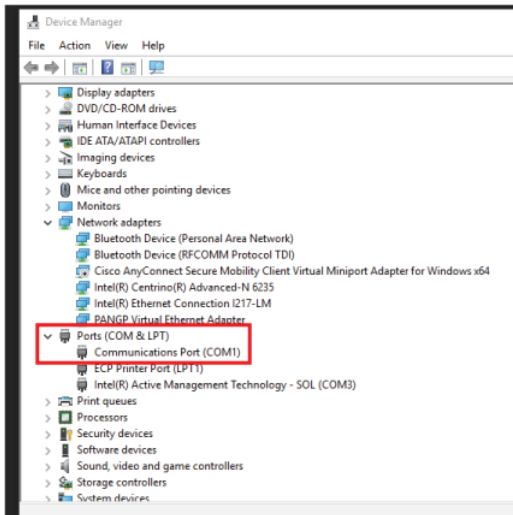 Device Manager
File Action View Help
Display adapters
DVD/CD-ROM drives
Human Interface Devices
IDE ATA/ATAPI controllers
Imaging devices
Keyboards
Mice and other pointing devices
Monitors
Network adapters
Bluetooth Device (Personal Area Network)
Bluetooth Device (RFCOMM Protocol TDI)
Cisco AnyConnect Secure Mobility Client Virtual Miniport Adapter for Windows x64
Intel(R) Centrino(R) Advanced-N 6235
Intel(R) Ethernet Connection I217-LM
PANGP Virtual Ethernet Adapter
Ports (COM & LPT)
Communications Port (COM1)
ECP Printer Port (LPT1)
Intel(R) Active Management Technology - SOL (COM3)
Print queues
Processors
Security devices
Software devices
Sound, video and game controllers
Storage controllers
System devices